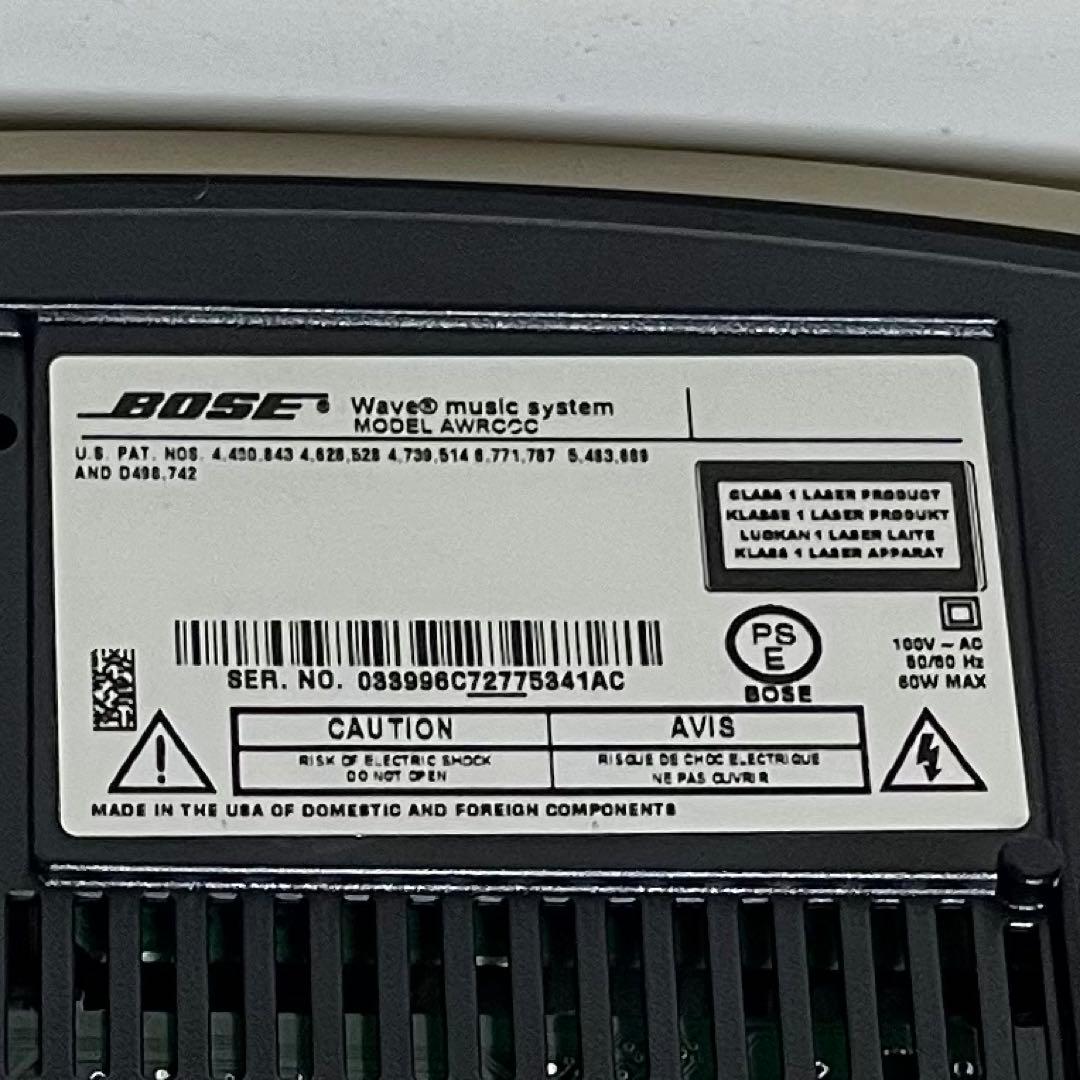 BOSE® Wave® music system
MODEL AWRCCC
U.S. PAT. NOS. 4,490,843 4,628,528 4,739,514 6,771,787 5,483,689
AND D498,742
CLASS 1 LASER PRODUCT
KLASSE 1 LASER PRODUKT
LUOKAN 1 LASER LAITE
KLASS 1 LASER APPARAT
PS
E
BOSE
100V ~ AC
50/60 Hz
60W MAX
SER. NO. 033996C72775341AC
CAUTION
RISK OF ELECTRIC SHOCK
DO NOT OPEN
AVIS
RISQUE DE CHOC ELECTRIQUE
NE PAS OUVRIR
MADE IN THE USA OF DOMESTIC AND FOREIGN COMPONENTS